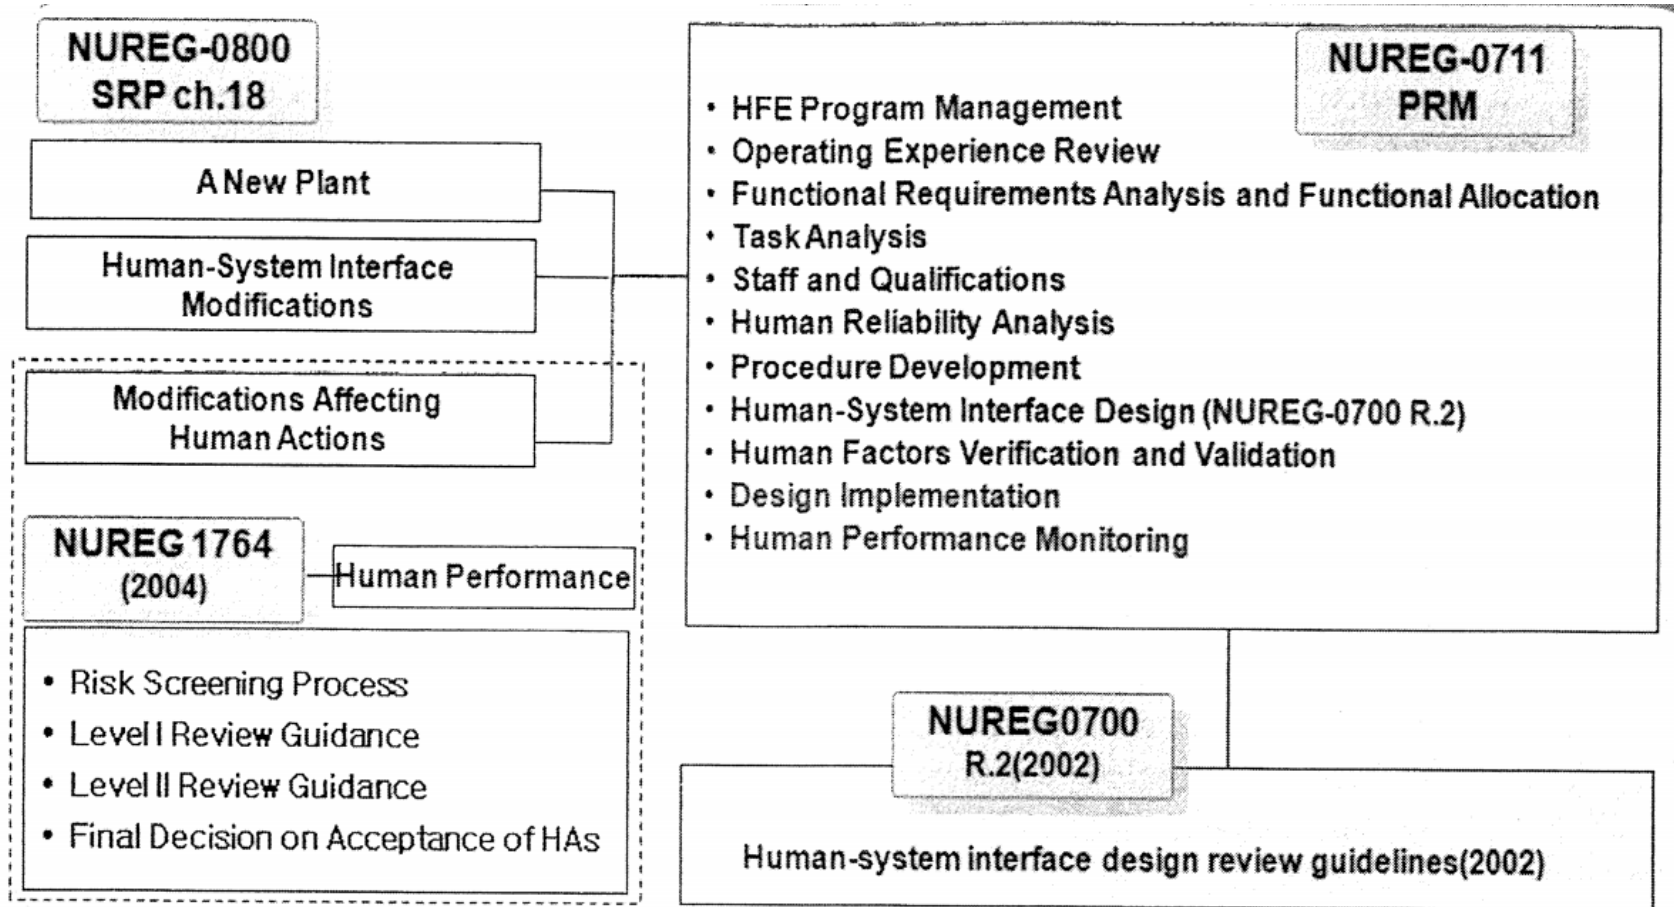 NUREG-0800
SRP ch.18
A New Plant
Human-System Interface
Modifications
Modifications Affecting
Human Actions
NUREG 1764
(2004)
Human Performance
• Risk Screening Process
• Level I Review Guidance
• Level II Review Guidance
• Final Decision on Acceptance of HAs
NUREG-0711
PRM
• HFE Program Management
• Operating Experience Review
• Functional Requirements Analysis and Functional Allocation
• Task Analysis
• Staff and Qualifications
• Human Reliability Analysis
• Procedure Development
• Human-System Interface Design (NUREG-0700 R.2)
• Human Factors Verification and Validation
• Design Implementation
• Human Performance Monitoring
NUREG0700
R.2(2002)
Human-system interface design review guidelines(2002)